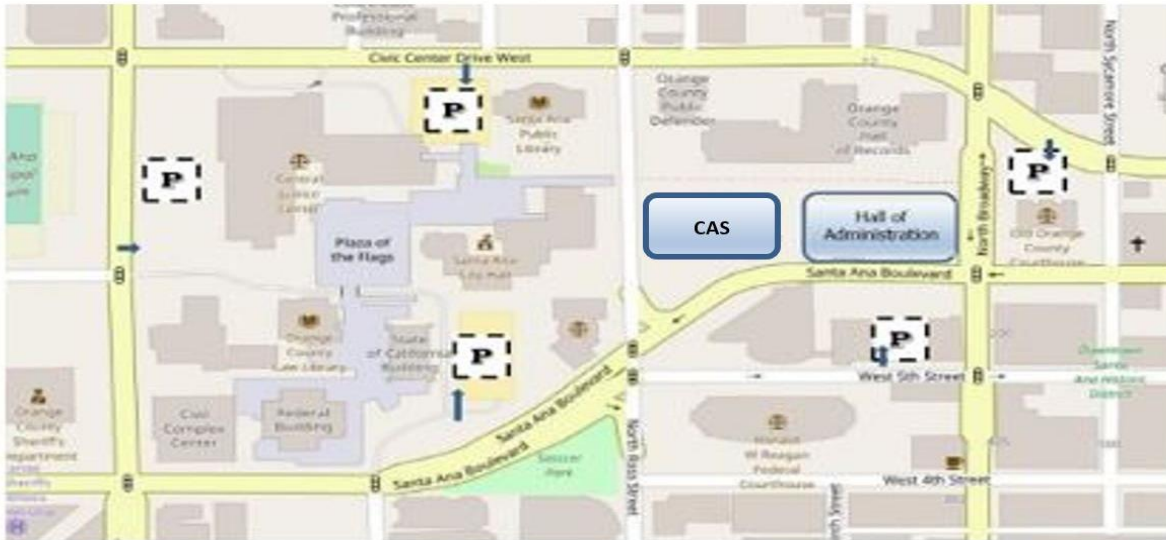 Professional
Building
Civic Center Drive West
North Sycamore Street
P
Santa Ana
Public
Library
Orange
County
Public
Defender
Orange
County
Hall
of Records
P
P
Central
Justice
Center
CAS
Hall of
Administration
North Broadway
Old Orange
County
Courthouse
Plaza of
the Flags
Santa Ana
City Hall
Santa Ana Boulevard
Orange
County
Law Library
State
of California
Building
P
P
West 5th Street
Downtown
Santa
Ana Historic
District
Santa Ana Boulevard
Orange
County
Sheriff's
Department
Civic
Complex
Center
Federal
Building
Santa Ana Boulevard
North Ross Street
Ronald
W Reagan
Federal
Courthouse
West 4th Street